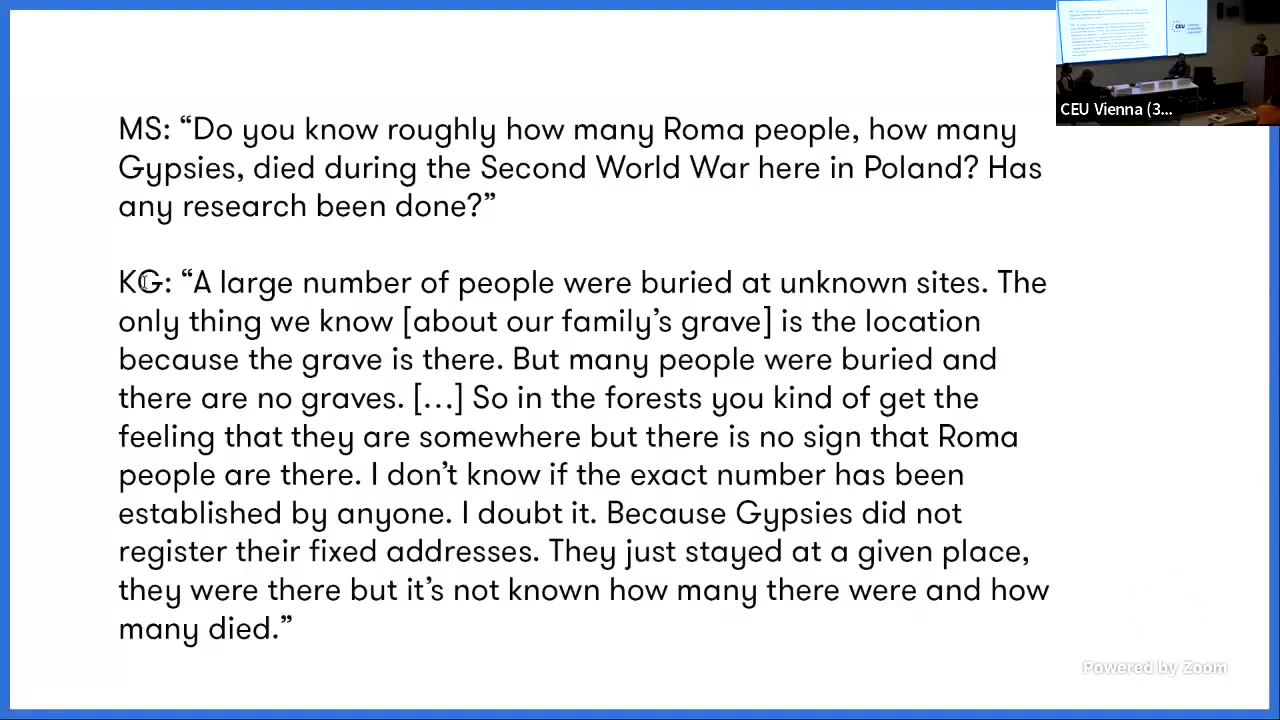 MS: “Do you know roughly how many Roma people, how many
Gypsies, died during the Second World War here in Poland? Has
any research been done?”
KG: “A large number of people were buried at unknown sites. The
only thing we know [about our family’s grave] is the location
because the grave is there. But many people were buried and
there are no graves. [...] So in the forests you kind of get the
feeling that they are somewhere but there is no sign that Roma
people are there. I don’t know if the exact number has been
established by anyone. I doubt it. Because Gypsies did not
register their fixed addresses. They just stayed at a given place,
they were there but it’s not known how many there were and how
many died.”
CEU
CEU Vienna (3...
Powered by Zoom